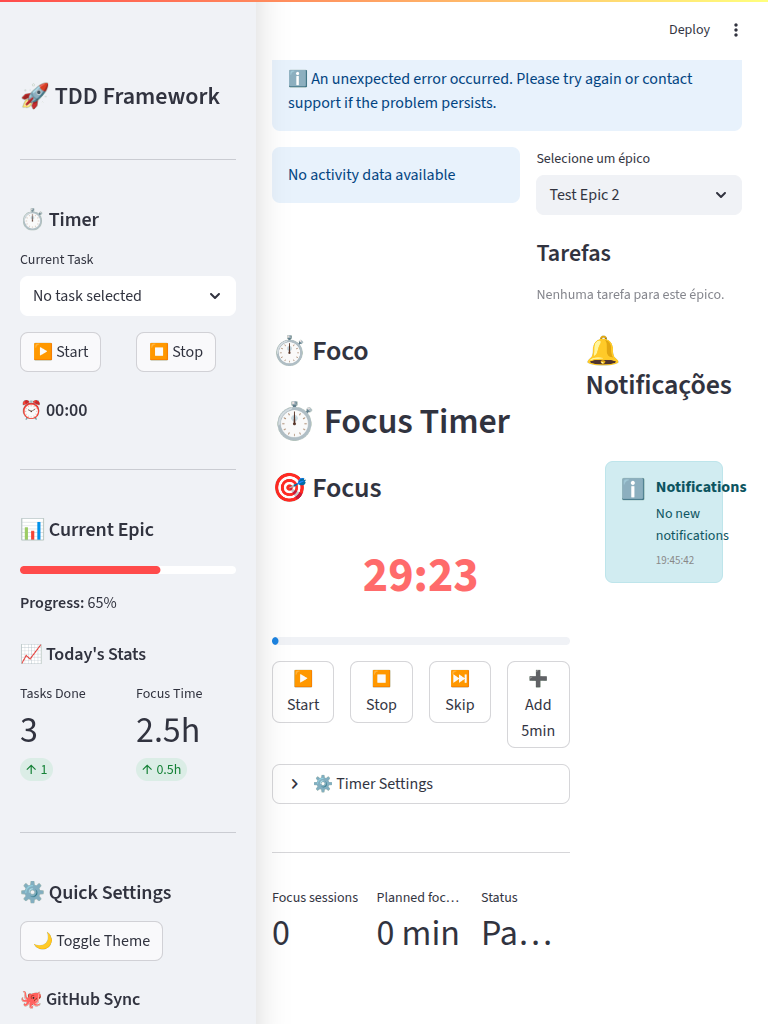 Deploy
🚀 TDD Framework
⏱️ Timer
Current Task
No task selected
▶️ Start
⏹️ Stop
⏰ 00:00
📊 Current Epic
Progress: 65%
📈 Today's Stats
Tasks Done
Focus Time
3
2.5h
↑ 1
↑ 0.5h
⚙️ Quick Settings
🌙 Toggle Theme
🐙 GitHub Sync
ℹ️ An unexpected error occurred. Please try again or contact
support if the problem persists.
No activity data available
Selecione um épico
Test Epic 2
Tarefas
Nenhuma tarefa para este épico.
⏱️ Foco
⏱️ Focus Timer
🎯 Focus
29:23
▶️
Start
⏹️
Stop
⏭️
Skip
➕
Add
5min
⚙️ Timer Settings
Focus sessions
Planned foc…
Status
0
0 min
Pa…
🔔
Notificações
ℹ️ Notifications
No new
notifications
19:45:42